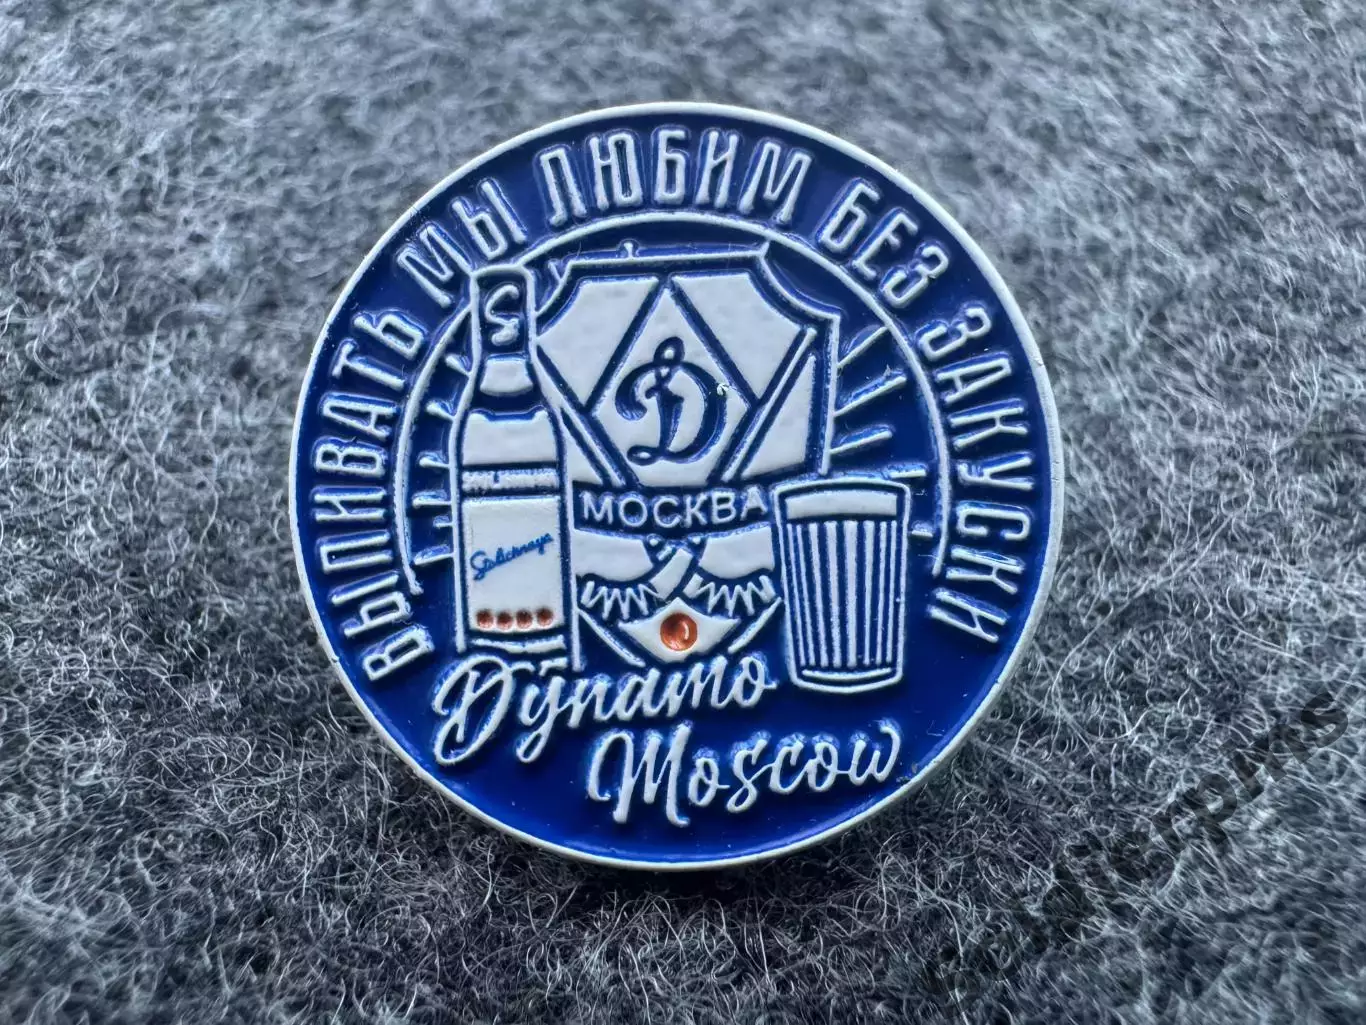 ВЫПИВАТЬ МЫ ЛЮБИМ БЕЗ ЗАКУСКИ
Д
МОСКВА
Stolichnaya
Dynamo
Moscow